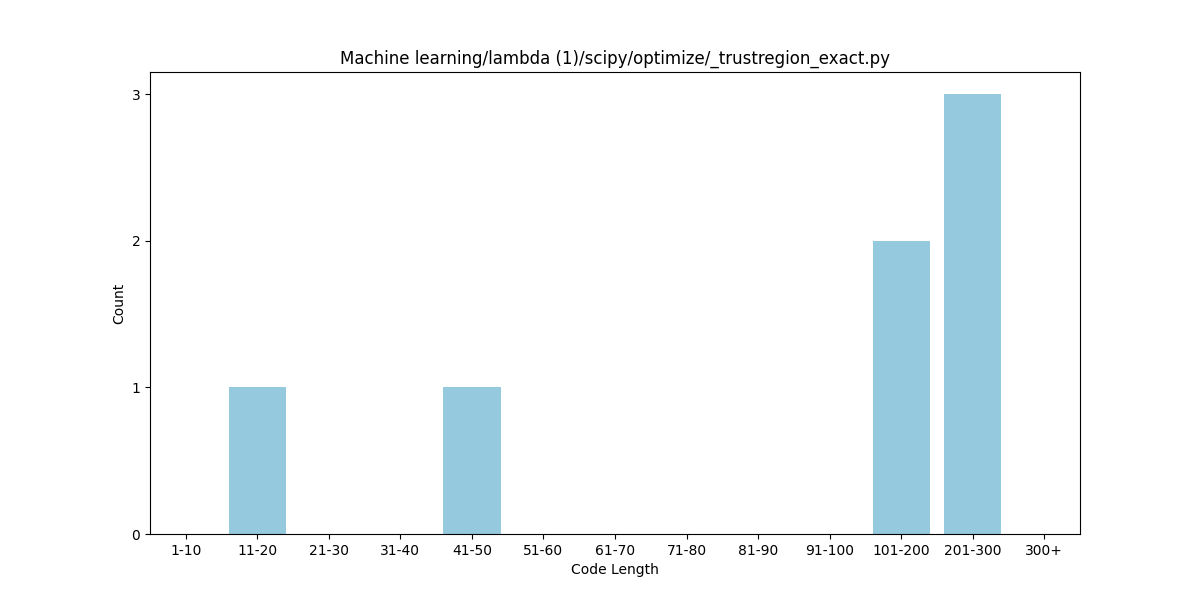 Machine learning/lambda (1)/scipy/optimize/_trustregion_exact.py
3
2
1
0
Count
1-10 11-20 21-30 31-40 41-50 51-60 61-70 71-80 81-90 91-100 101-200 201-300 300+
Code Length